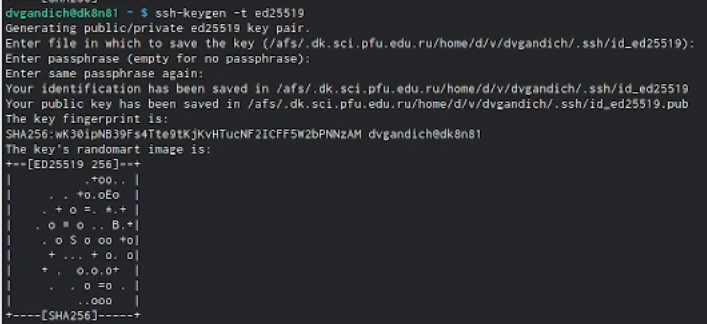 [SHA256]
dvgandich@dk8n81 ~ $ ssh-keygen -t ed25519
Generating public/private ed25519 key pair.
Enter file in which to save the key (/afs/.dk.sci.pfu.edu.ru/home/d/v/dvgandich/.ssh/id_ed25519):
Enter passphrase (empty for no passphrase):
Enter same passphrase again:
Your identification has been saved in /afs/.dk.sci.pfu.edu.ru/home/d/v/dvgandich/.ssh/id_ed25519
Your public key has been saved in /afs/.dk.sci.pfu.edu.ru/home/d/v/dvgandich/.ssh/id_ed25519.pub
The key fingerprint is:
SHA256:wK30ipNB39Fs4Tte9tKjKvHTucNF2ICFF5W2bPNNzAM dvgandich@dk8n81
The key's randomart image is:
+--[ED25519 256]--+
|          .+oo.. |
|     . . +o.oEo  |
|    . + o =. *.+ |
|   . o = o .. B.+|
|    . o S o oo +o|
|     + ... + o. o|
|    + .  o.o.o+  |
|     .  . o =o . |
|         ..ooo   |
+----[SHA256]-----+